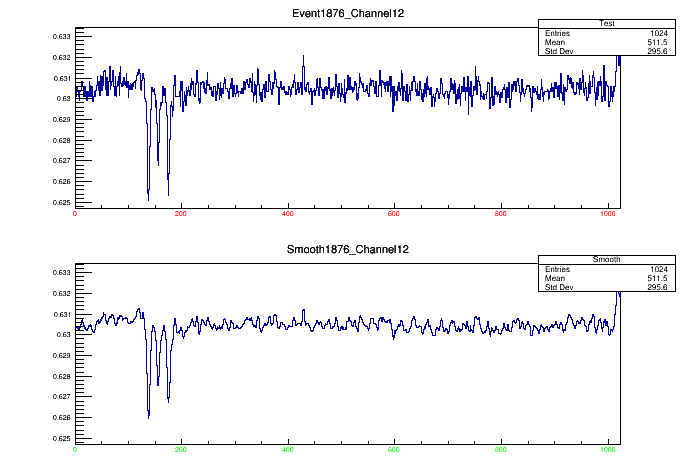 Event1876_Channel12
Test
Entries 1024
Mean 511.5
Std Dev 295.6
0.633
0.632
0.631
0.63
0.629
0.628
0.627
0.626
0.625
0 200 400 600 800 1000
Smooth1876_Channel12
Smooth
Entries 1024
Mean 511.5
Std Dev 295.6
0.633
0.632
0.631
0.63
0.629
0.628
0.627
0.626
0.625
0 200 400 600 800 1000